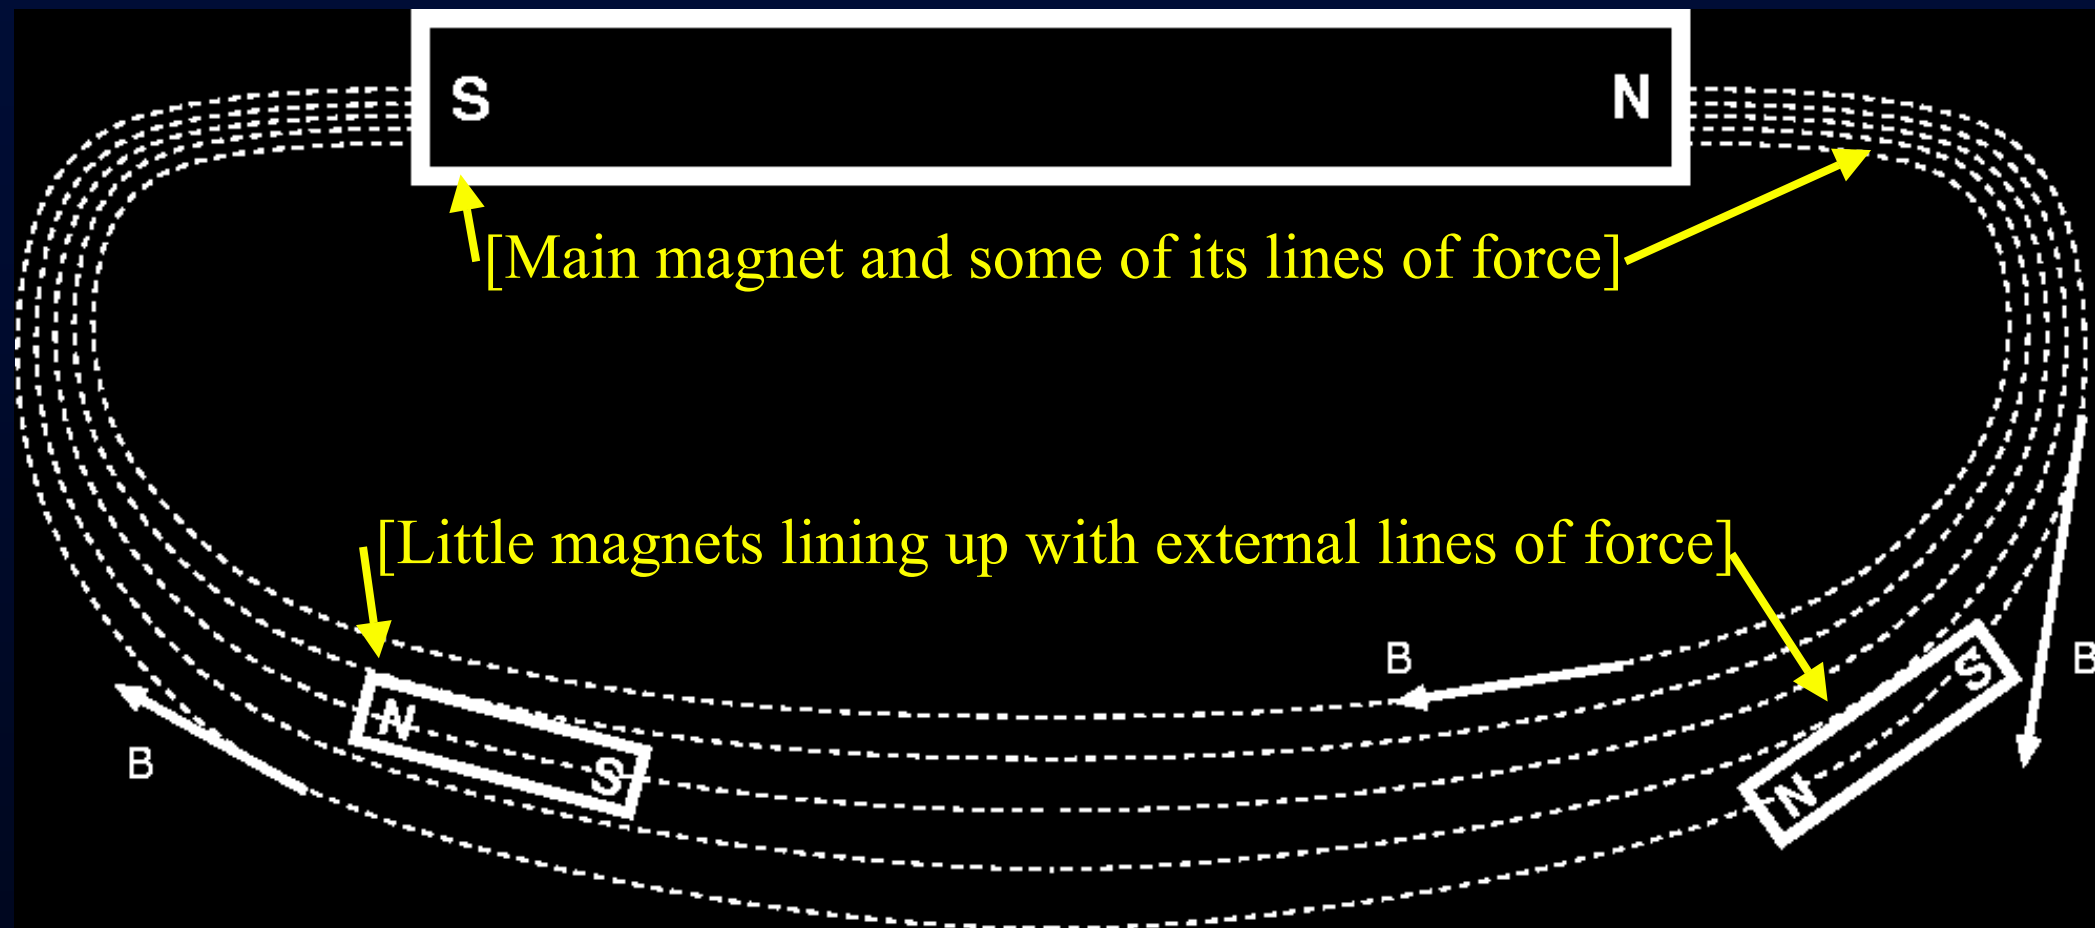 S N
[Main magnet and some of its lines of force]
[Little magnets lining up with external lines of force]
B
B
S
N
S
N
B